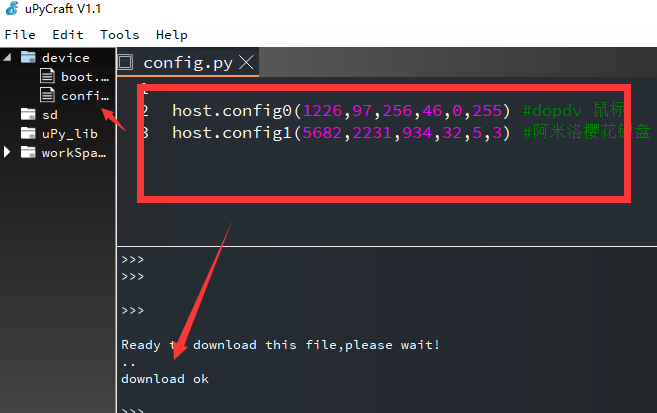 uPyCraft V1.1
File Edit Tools Help
device
boot....
confi...
sd
uPy_lib
workSpa...
config.py
2 host.config0(1226,97,256,46,0,255) #dopdv 鼠标
3 host.config1(5682,2231,934,32,5,3) #阿米洛樱花键盘
>>>
>>>
>>>
Ready to download this file,please wait!
..
download ok
>>>